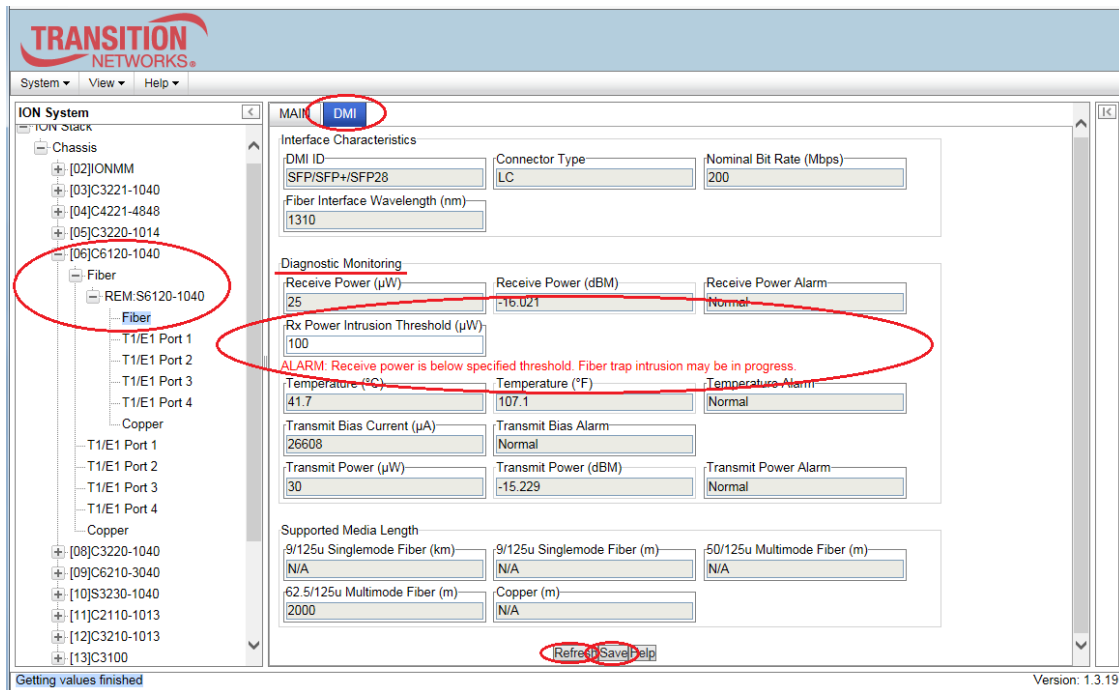 TRANSITION
NETWORKS®
System View Help
ION System
ION Stack
Chassis
[02]IONMM
[03]C3221-1040
[04]C4221-4848
[05]C3220-1014
[06]C6120-1040
Fiber
REM:S6120-1040
Fiber
T1/E1 Port 1
T1/E1 Port 2
T1/E1 Port 3
T1/E1 Port 4
Copper
T1/E1 Port 1
T1/E1 Port 2
T1/E1 Port 3
T1/E1 Port 4
Copper
[08]C3220-1040
[09]C6210-3040
[10]S3230-1040
[11]C2110-1013
[12]C3210-1013
[13]C3100
MAIN DMI
Interface Characteristics
DMI ID Connector Type Nominal Bit Rate (Mbps)
SFP/SFP+/SFP28 LC 200
Fiber Interface Wavelength (nm)
1310
Diagnostic Monitoring
Receive Power (µW) Receive Power (dBM) Receive Power Alarm
25 -16.021 Normal
Rx Power Intrusion Threshold (µW)
100
ALARM: Receive power is below specified threshold. Fiber trap intrusion may be in progress.
Temperature (°C) Temperature (°F) Temperature Alarm
41.7 107.1 Normal
Transmit Bias Current (µA) Transmit Bias Alarm
26608 Normal
Transmit Power (µW) Transmit Power (dBM) Transmit Power Alarm
30 -15.229 Normal
Supported Media Length
9/125u Singlemode Fiber (km) 9/125u Singlemode Fiber (m) 50/125u Multimode Fiber (m)
N/A N/A N/A
62.5/125u Multimode Fiber (m) Copper (m)
2000 N/A
Refresh Save Help
Getting values finished Version: 1.3.19